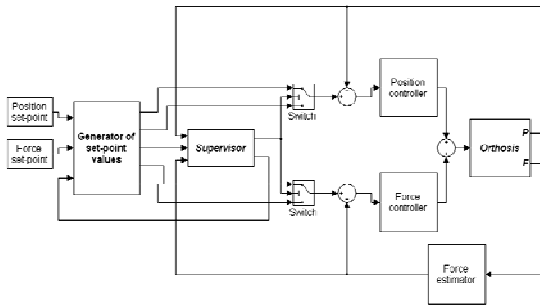 Position
set-point
Force
set-point
Generator of
set-point
values
Supervisor
Switch
Switch
Position
controller
Force
controller
Orthosis
P
F
Force
estimator